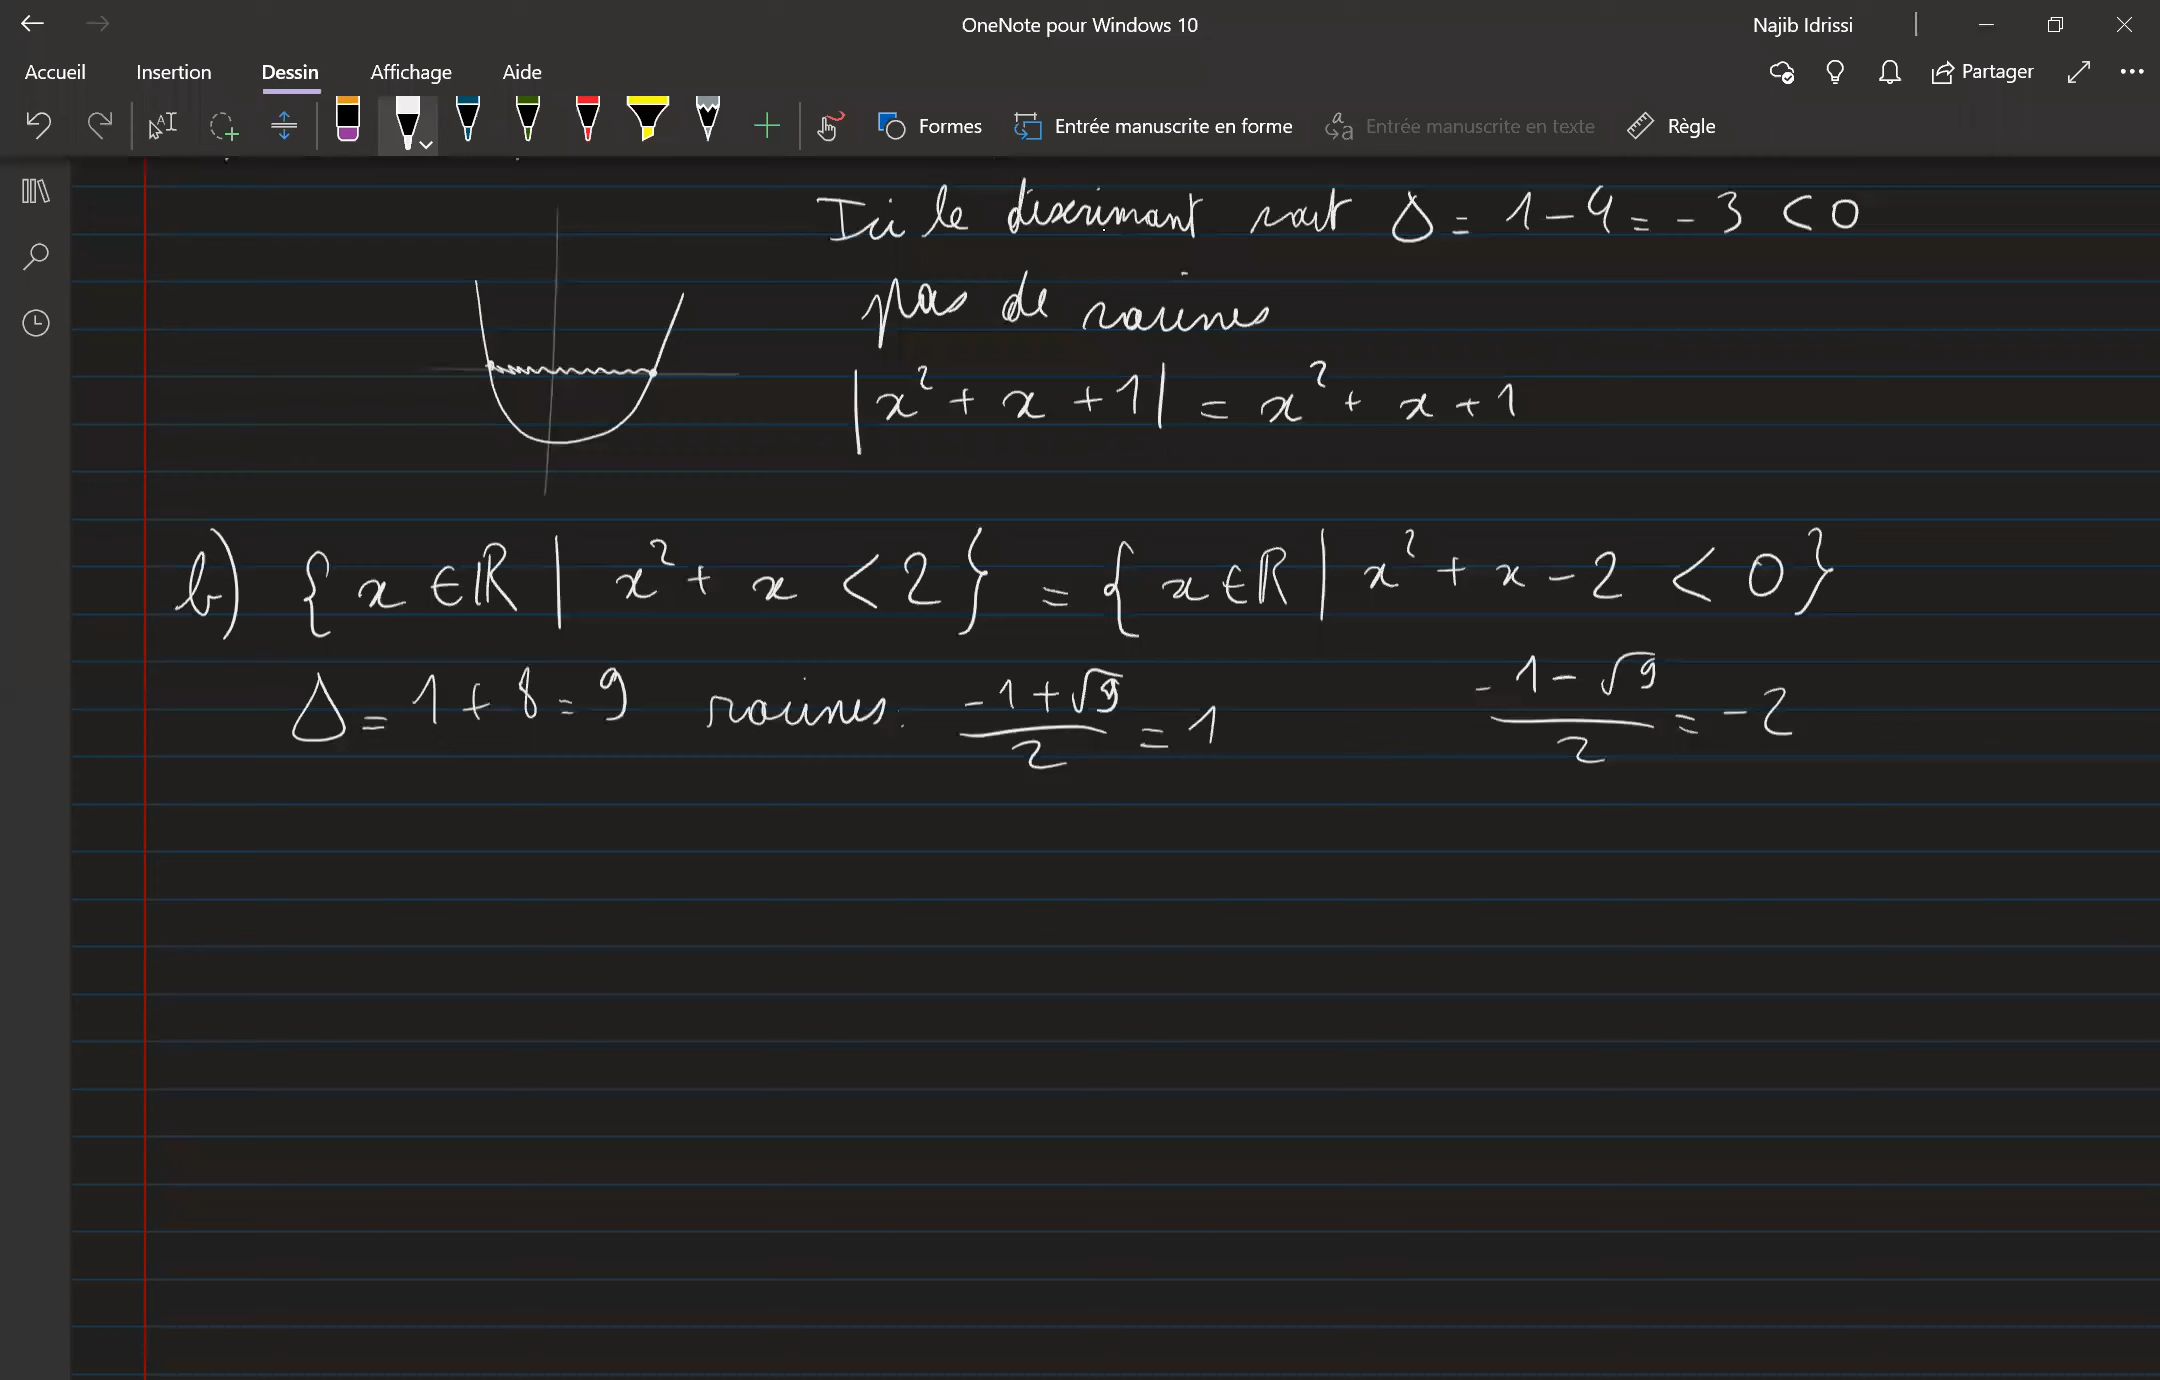 OneNote pour Windows 10
Najib Idrissi
Accueil Insertion Dessin Affichage Aide
Partager
Formes Entrée manuscrite en forme Entrée manuscrite en texte Règle
Ici le discrimant vaut Δ = 1 - 4 = - 3 < 0
pas de racines
|x² + x + 1| = x² + x + 1
b) {x ∈ ℝ | x² + x < 2} = {x ∈ ℝ | x² + x - 2 < 0}
Δ = 1 + 8 = 9 racines: (-1 + √9)/2 = 1 (-1 - √9)/2 = -2